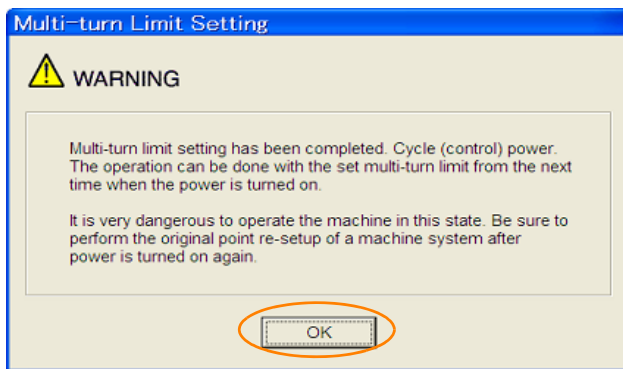 Multi-turn Limit Setting
WARNING
Multi-turn limit setting has been completed. Cycle (control) power.
The operation can be done with the set multi-turn limit from the next
time when the power is turned on.
It is very dangerous to operate the machine in this state. Be sure to
perform the original point re-setup of a machine system after
power is turned on again.
OK